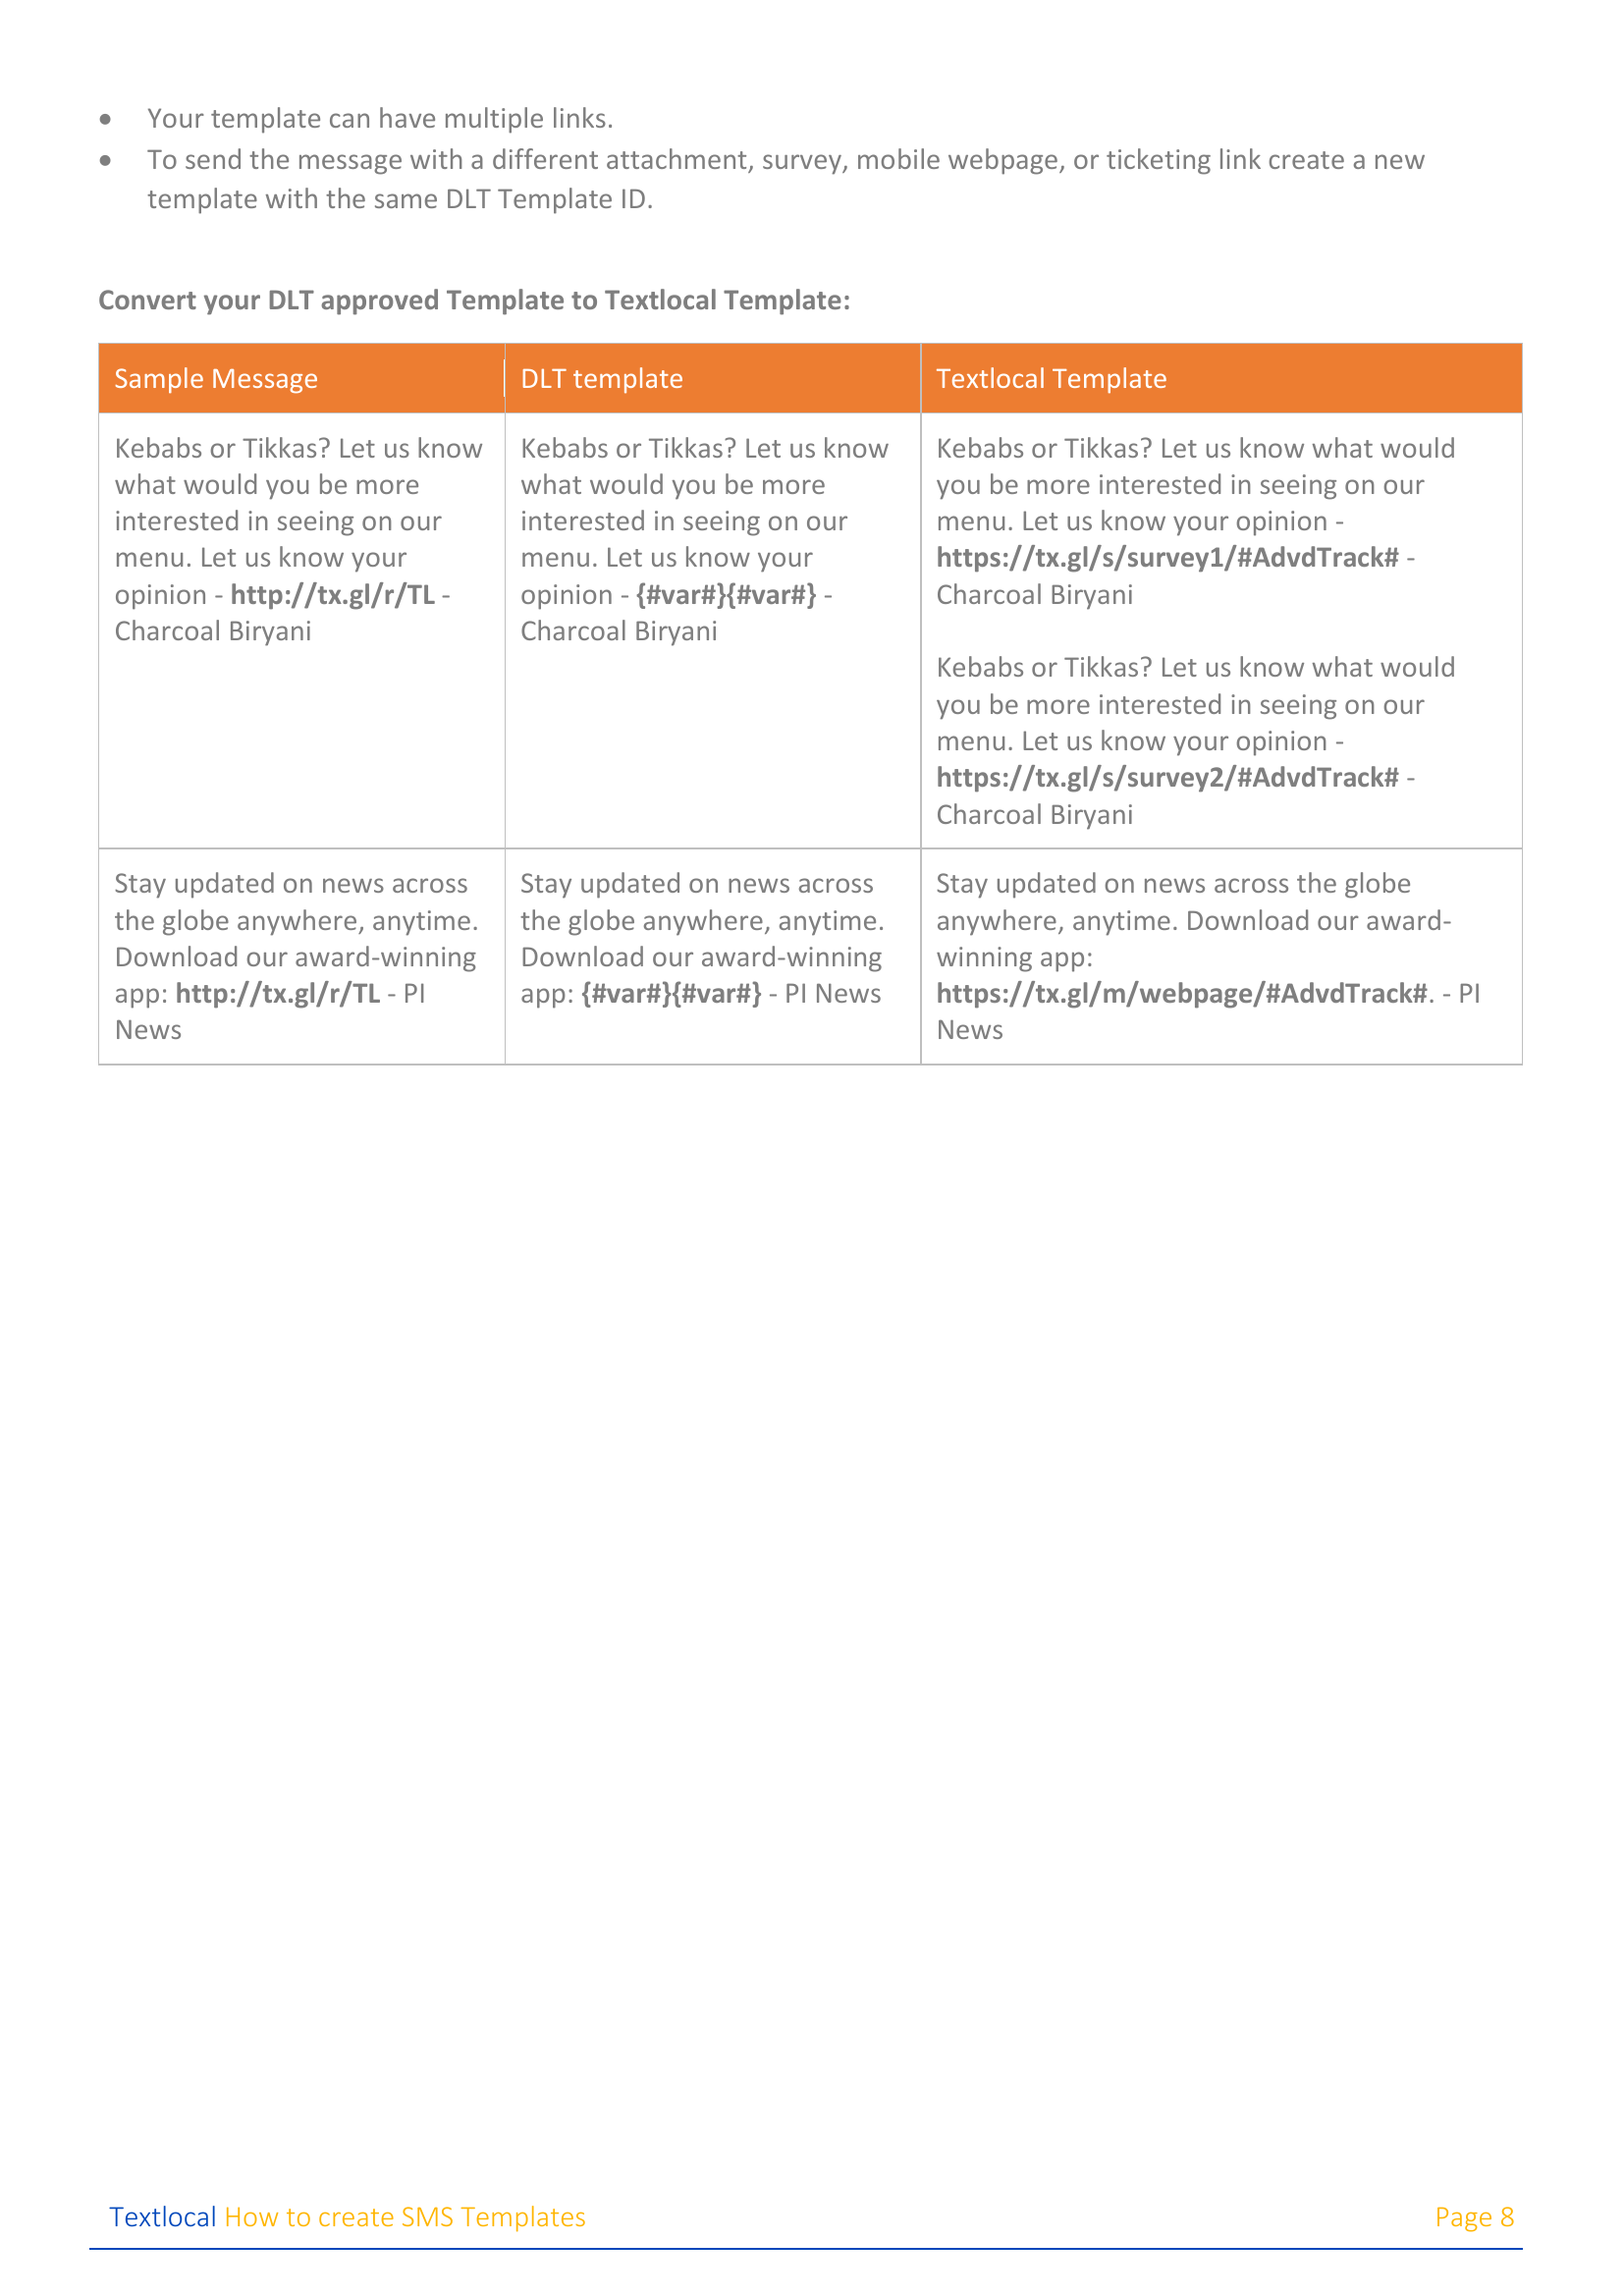 • Your template can have multiple links.
• To send the message with a different attachment, survey, mobile webpage, or ticketing link create a new
template with the same DLT Template ID.
Convert your DLT approved Template to Textlocal Template:
Sample Message
DLT template
Textlocal Template
Kebabs or Tikkas? Let us know
what would you be more
interested in seeing on our
menu. Let us know your
opinion - http://tx.gl/r/TL -
Charcoal Biryani
Kebabs or Tikkas? Let us know
what would you be more
interested in seeing on our
menu. Let us know your
opinion - {#var#}{#var#} -
Charcoal Biryani
Kebabs or Tikkas? Let us know what would
you be more interested in seeing on our
menu. Let us know your opinion -
https://tx.gl/s/survey1/#AdvdTrack# -
Charcoal Biryani
Kebabs or Tikkas? Let us know what would
you be more interested in seeing on our
menu. Let us know your opinion -
https://tx.gl/s/survey2/#AdvdTrack# -
Charcoal Biryani
Stay updated on news across
the globe anywhere, anytime.
Download our award-winning
app: http://tx.gl/r/TL - PI
News
Stay updated on news across
the globe anywhere, anytime.
Download our award-winning
app: {#var#}{#var#} - PI News
Stay updated on news across the globe
anywhere, anytime. Download our award-
winning app:
https://tx.gl/m/webpage/#AdvdTrack#. - PI
News
Textlocal How to create SMS Templates
Page 8